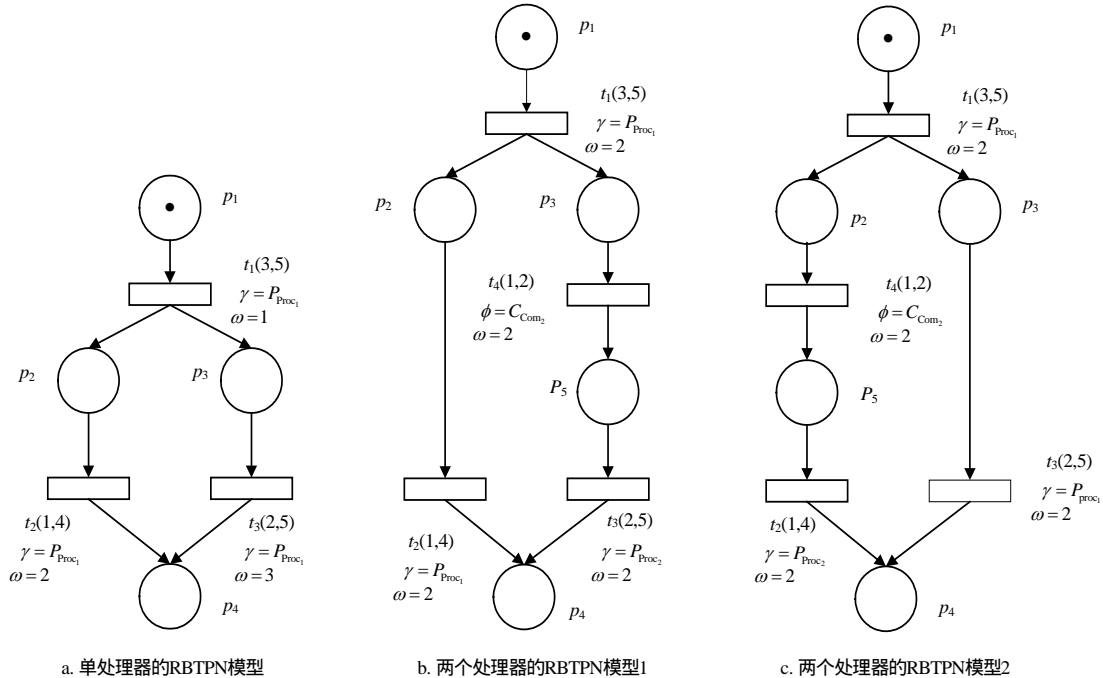 p1
t1(3,5)
γ = PProc1
ω = 1
p2
p3
t2(1,4)
γ = PProc1
ω = 2
t3(2,5)
γ = PProc1
ω = 3
p4
a. 单处理器的RBTPN模型
p1
t1(3,5)
γ = PProc1
ω = 2
p2
p3
t4(1,2)
ϕ = CCom2
ω = 2
P5
t2(1,4)
γ = PProc1
ω = 2
t3(2,5)
γ = PProc2
ω = 2
p4
b. 两个处理器的RBTPN模型1
p1
t1(3,5)
γ = PProc1
ω = 2
p2
p3
t4(1,2)
ϕ = CCom2
ω = 2
P5
t2(1,4)
γ = PProc2
ω = 2
t3(2,5)
γ = Pproc1
ω = 2
p4
c. 两个处理器的RBTPN模型2